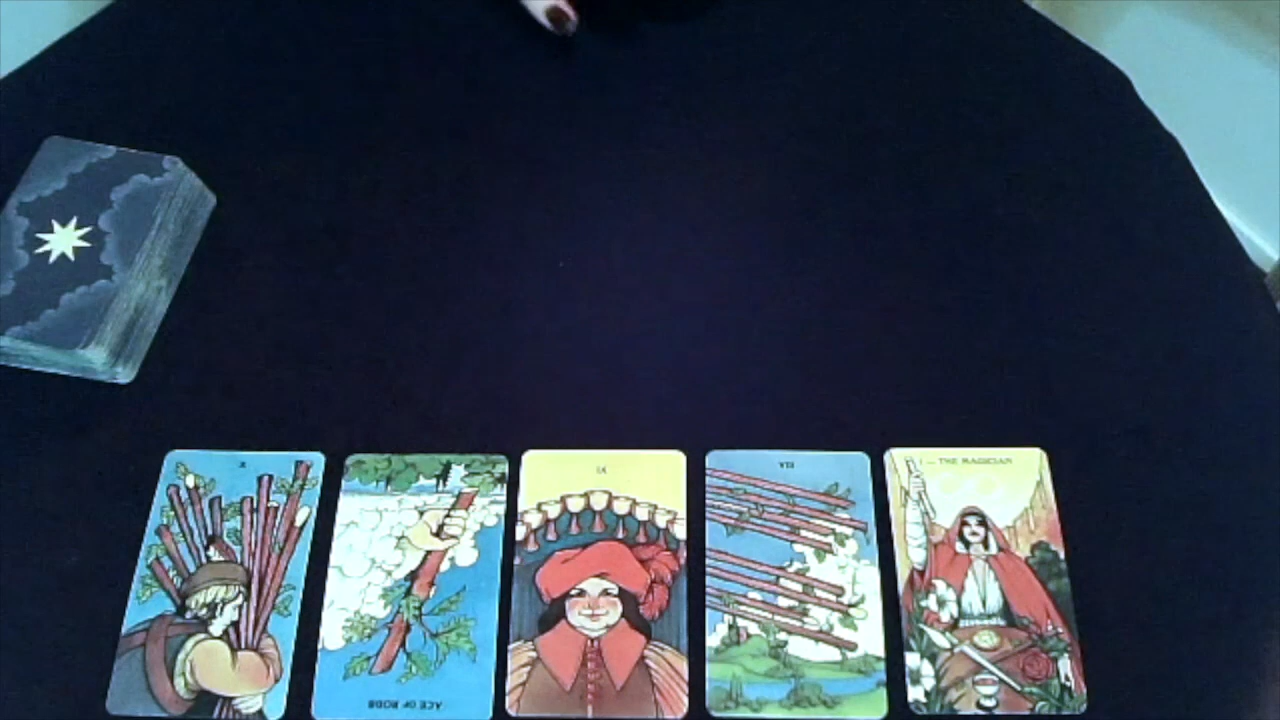 X
ACE OF RODS
IX
VIII
I — THE MAGICIAN